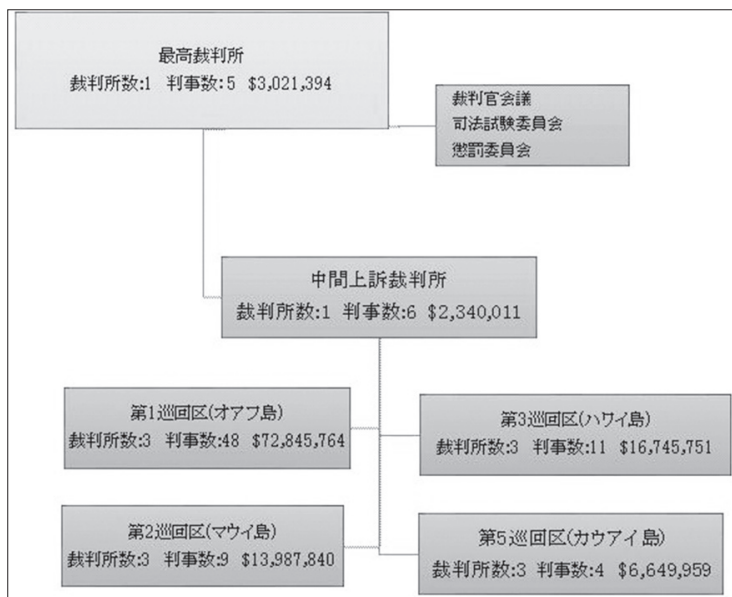 最高裁判所
裁判所数:1 判事数:5 $3,021,394
裁判官会議
司法試験委員会
懲罰委員会
中間上訴裁判所
裁判所数:1 判事数:6 $2,340,011
第1巡回区(オアフ島)
裁判所数:3 判事数:48 $72,845,764
第3巡回区(ハワイ島)
裁判所数:3 判事数:11 $16,745,751
第2巡回区(マウイ島)
裁判所数:3 判事数:9 $13,987,840
第5巡回区(カウアイ島)
裁判所数:3 判事数:4 $6,649,959